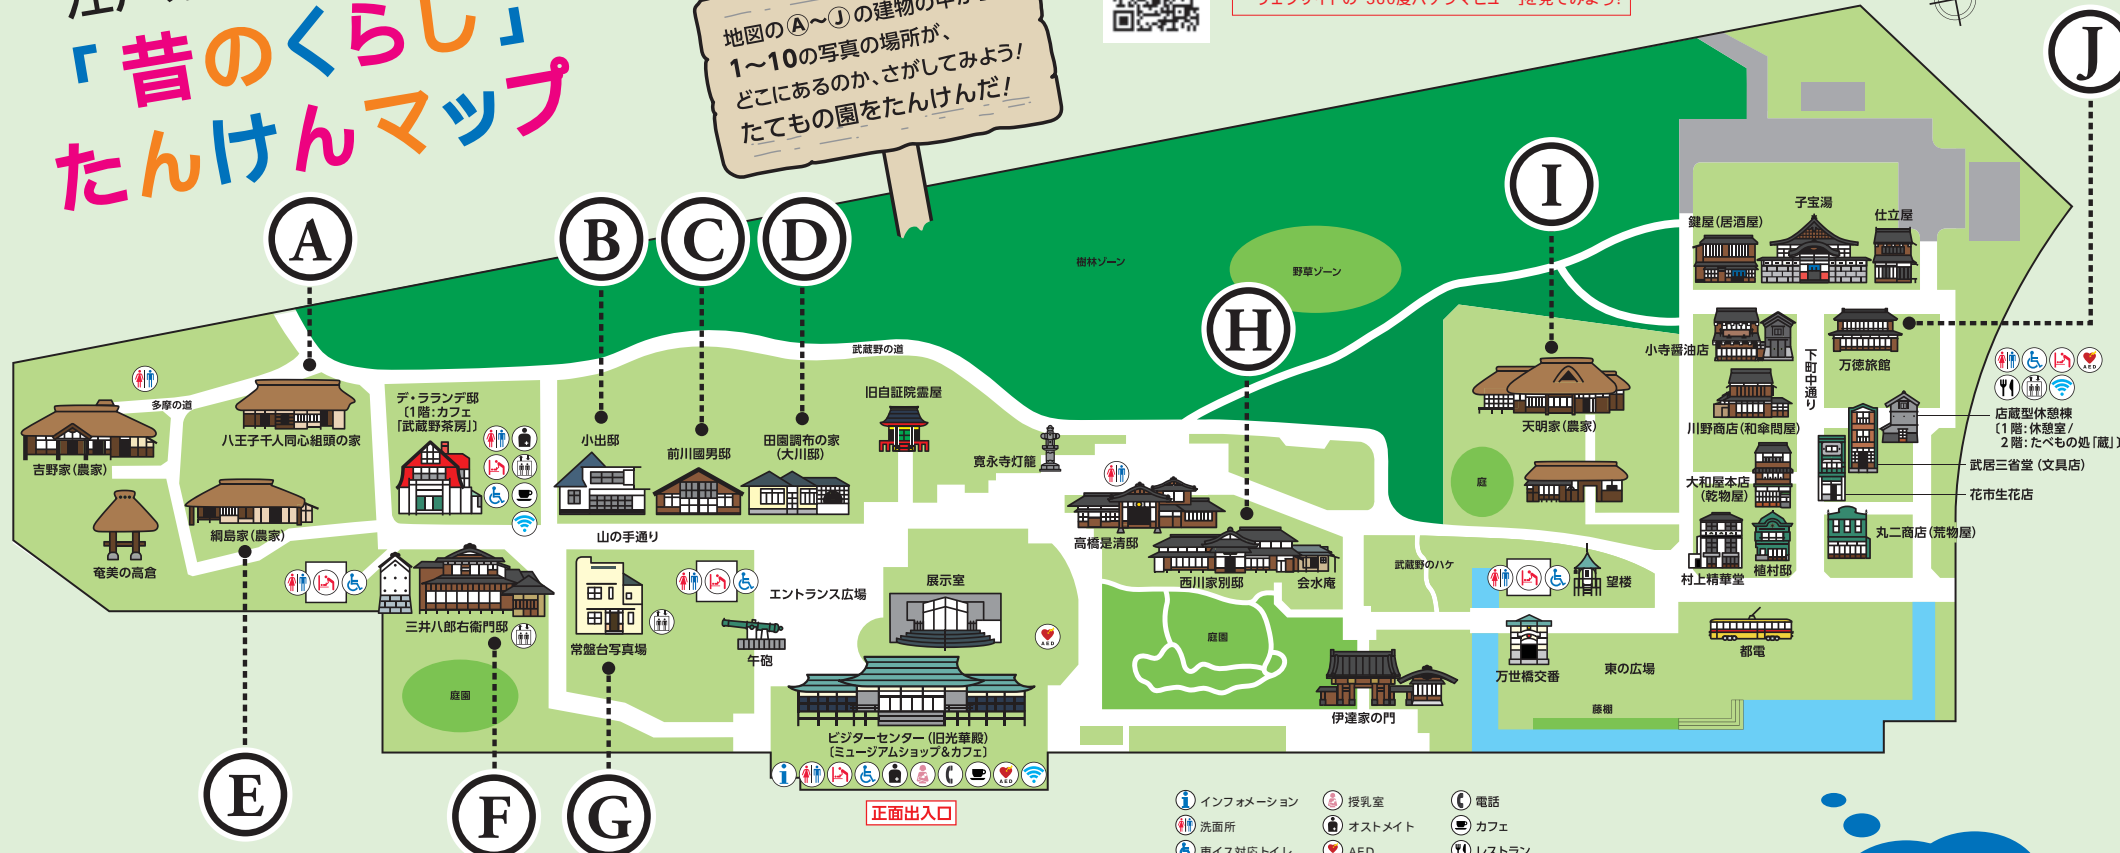 「昔のくらし」
たんけんマップ
地図のⒶ～Ⓙの建物の中から
1～10の写真の場所が、
どこにあるのか、さがしてみよう!
たてもの園をたんけんだ!
A
B
C
D
E
F
G
H
I
J
樹林ゾーン
野草ゾーン
武蔵野の道
多摩の道
吉野家(農家)
八王子千人同心組頭の家
奄美の高倉
綱島家(農家)
デ・ラランデ邸
〔1階:カフェ
「武蔵野茶房」〕
小出邸
前川國男邸
田園調布の家
(大川邸)
旧自証院霊屋
寛永寺灯籠
山の手通り
三井八郎右衞門邸
庭園
常盤台写真場
エントランス広場
午砲
展示室
AED
ビジターセンター(旧光華殿)
〔ミュージアムショップ&カフェ〕
AED
正面出入口
高橋是清邸
西川家別邸
会水庵
庭園
伊達家の門
武蔵野のハケ
天明家(農家)
庭
望楼
万世橋交番
東の広場
藤棚
都電
鍵屋(居酒屋)
子宝湯
仕立屋
小寺醤油店
下町中通り
万徳旅館
川野商店(和傘問屋)
大和屋本店
(乾物屋)
村上精華堂
植村邸
丸二商店(荒物屋)
AED
店蔵型休憩棟
〔1階:休憩室/
2階:たべもの処「蔵」〕
武居三省堂(文具店)
花市生花店
インフォメーション
授乳室
電話
洗面所
オストメイト
カフェ
車イス対応トイレ
AED
レストラン